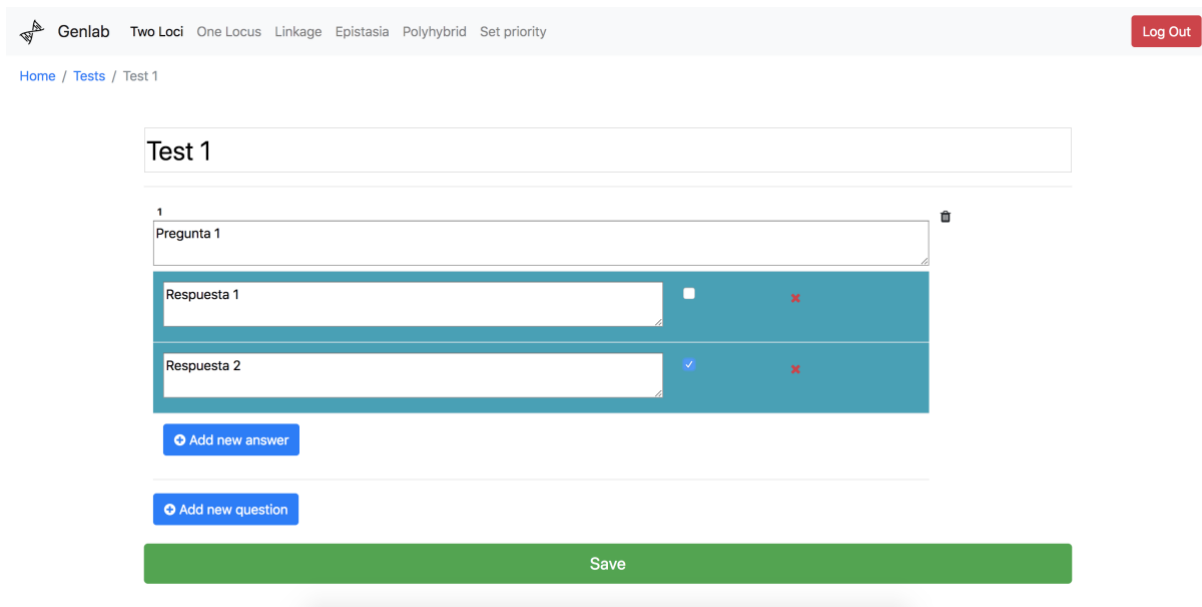 Genlab Two Loci One Locus Linkage Epistasia Polyhybrid Set priority Log Out
Home / Tests / Test 1
Test 1
1
Pregunta 1
Respuesta 1
Respuesta 2
Add new answer
Add new question
Save